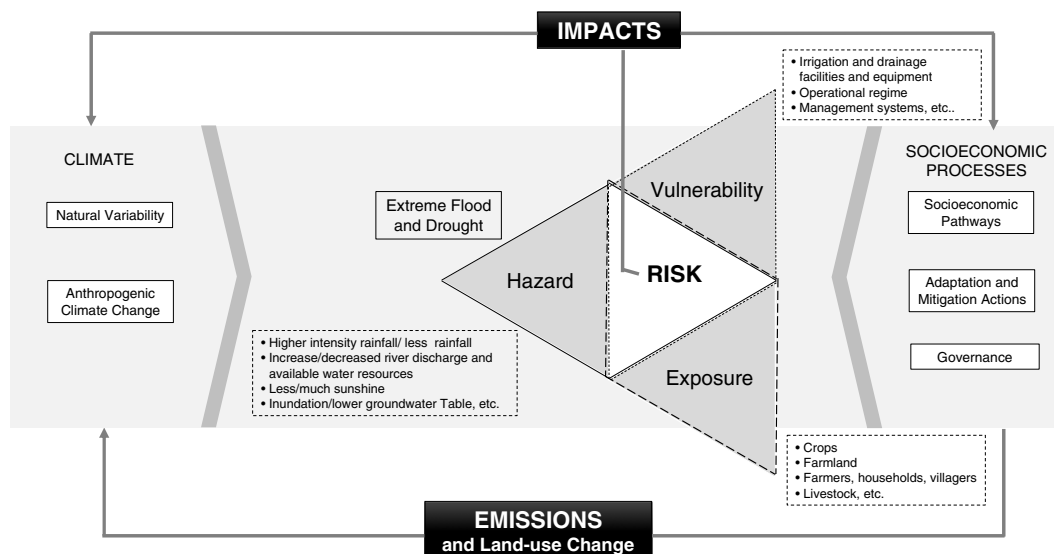 IMPACTS
• Irrigation and drainage
facilities and equipment
• Operational regime
• Management systems, etc..
CLIMATE
Natural Variability
Anthropogenic
Climate Change
Extreme Flood
and Drought
Hazard
Vulnerability
RISK
Exposure
• Higher intensity rainfall/ less rainfall
• Increase/decreased river discharge and
available water resources
• Less/much sunshine
• Inundation/lower groundwater Table, etc.
SOCIOECONOMIC
PROCESSES
Socioeconomic
Pathways
Adaptation and
Mitigation Actions
Governance
• Crops
• Farmland
• Farmers, households, villagers
• Livestock, etc.
EMISSIONS
and Land-use Change